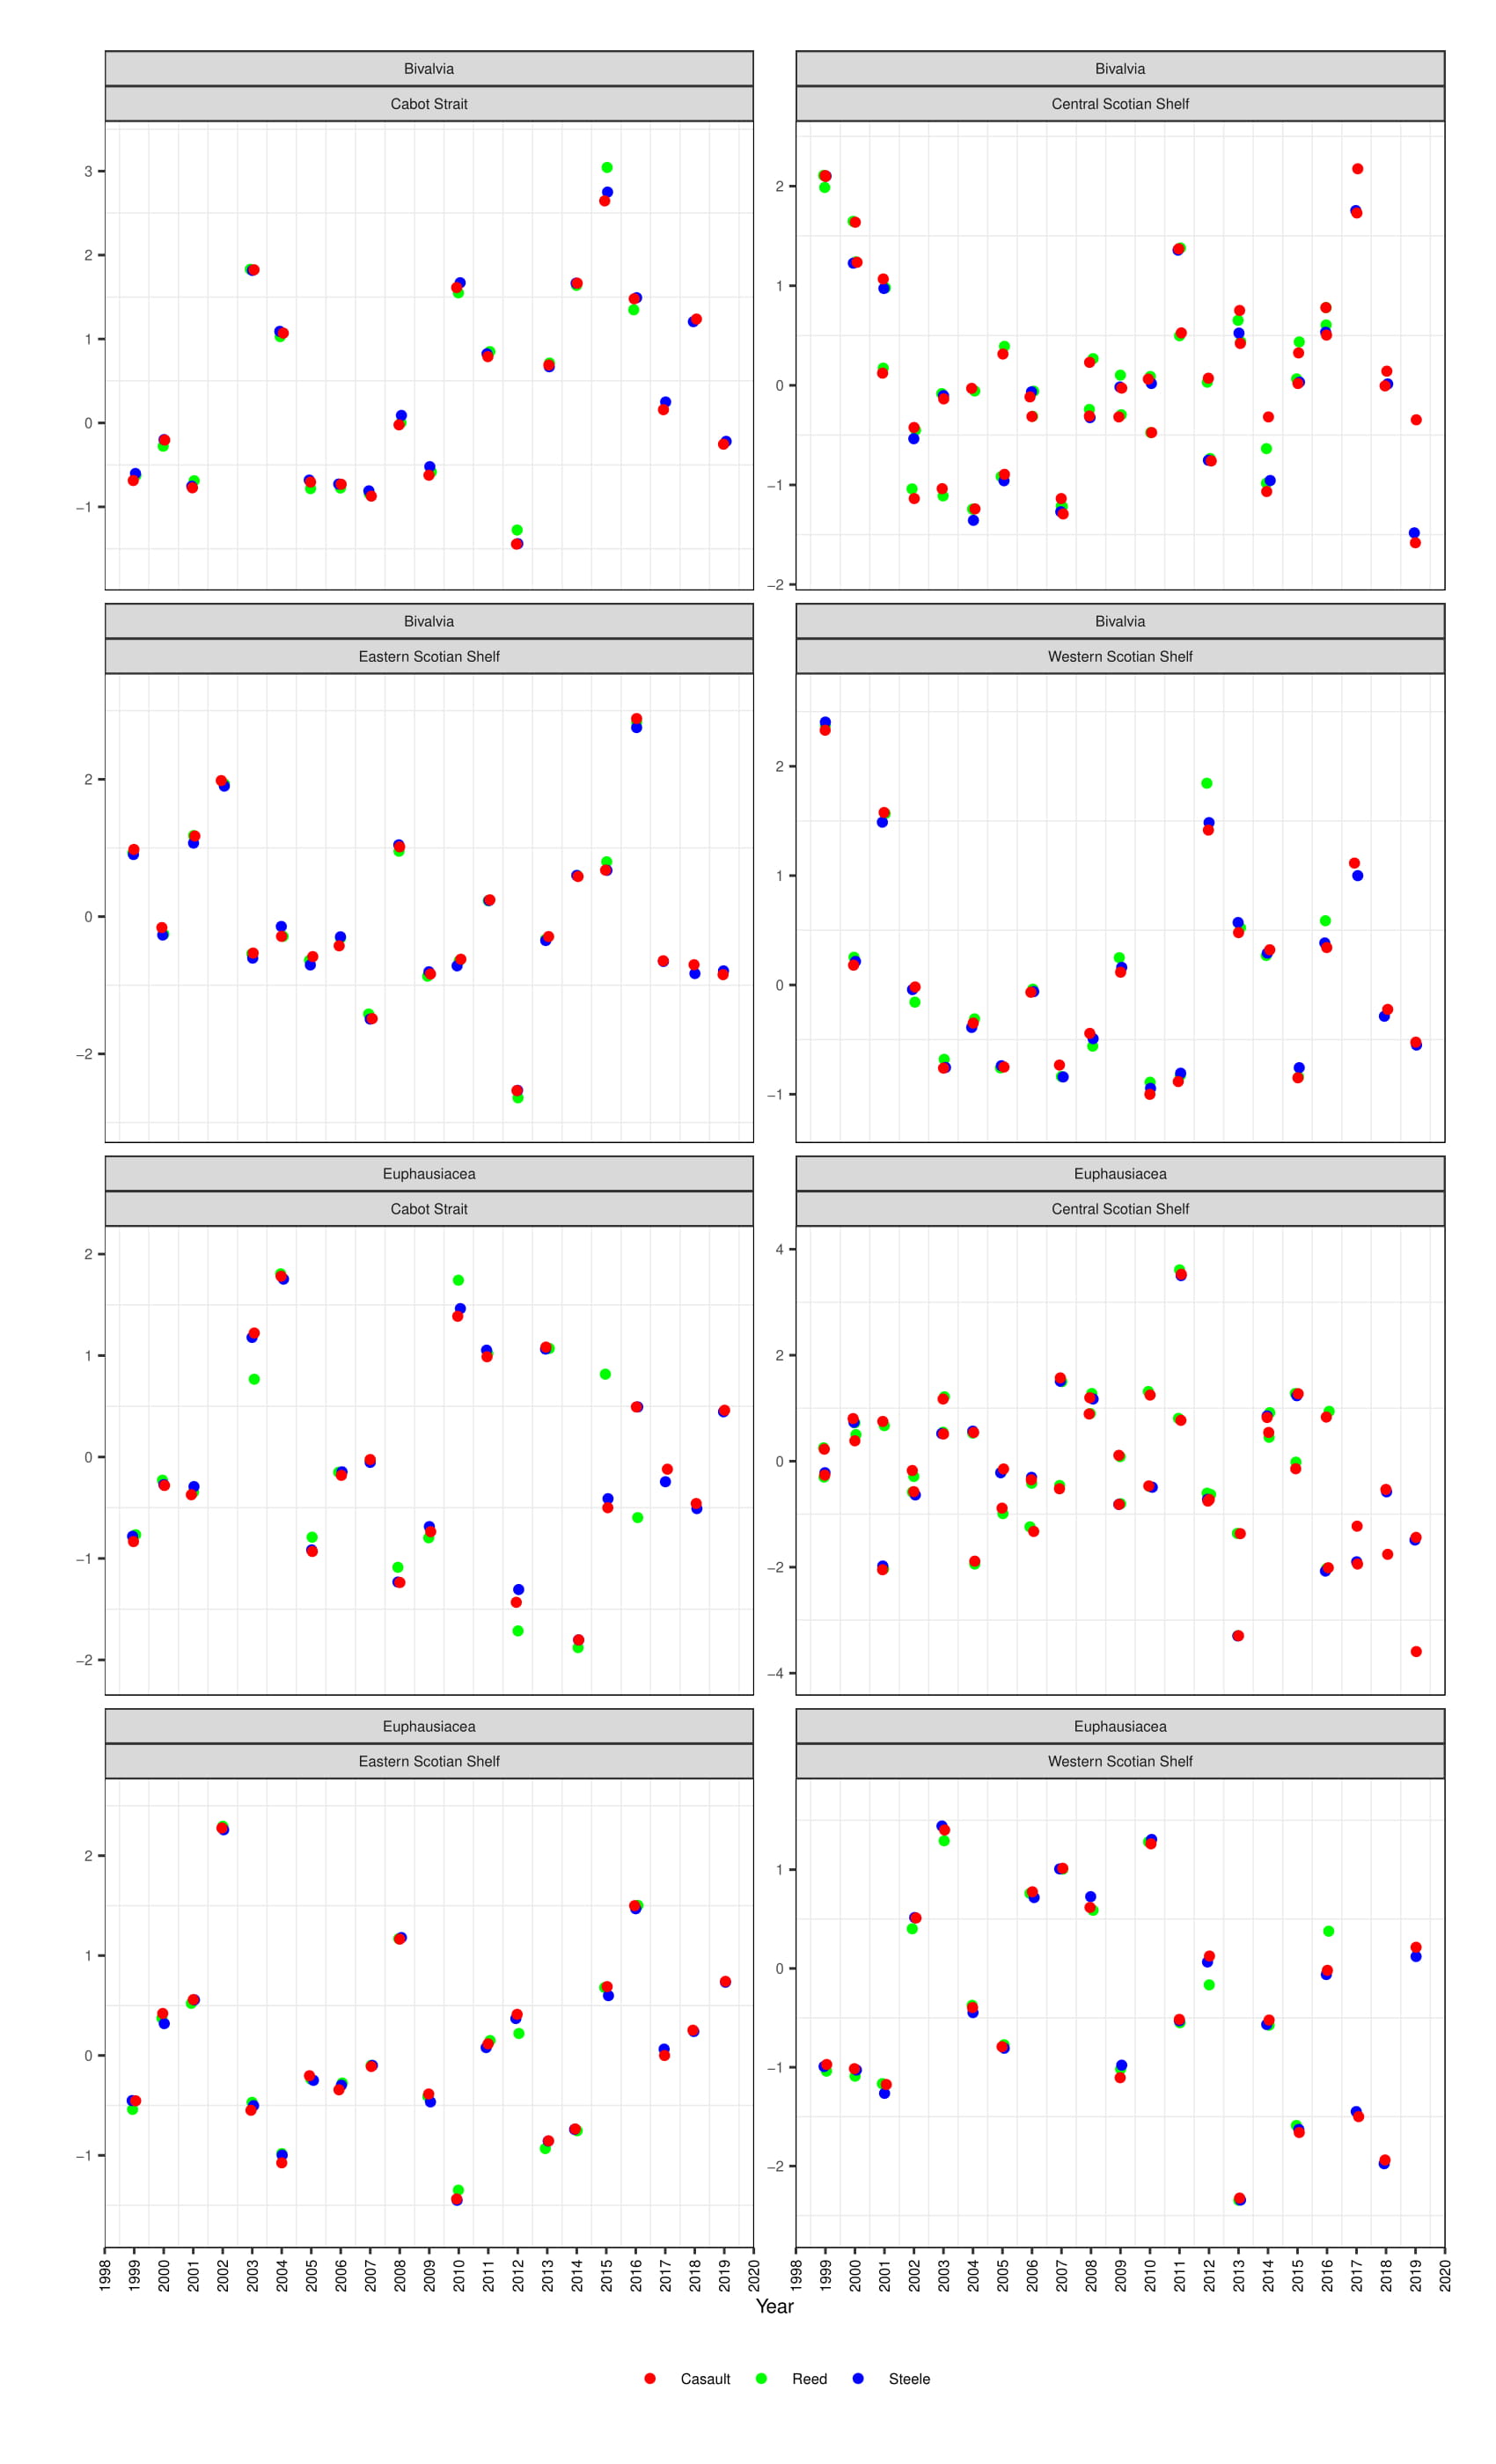 Bivalvia
Cabot Strait
3
2
1
0
−1
Bivalvia
Central Scotian Shelf
2
1
0
−1
−2
Bivalvia
Eastern Scotian Shelf
2
0
−2
Bivalvia
Western Scotian Shelf
2
1
0
−1
Euphausiacea
Cabot Strait
2
1
0
−1
−2
Euphausiacea
Central Scotian Shelf
4
2
0
−2
−4
Euphausiacea
Eastern Scotian Shelf
2
1
0
−1
1998 1999 2000 2001 2002 2003 2004 2005 2006 2007 2008 2009 2010 2011 2012 2013 2014 2015 2016 2017 2018 2019 2020
Euphausiacea
Western Scotian Shelf
1
0
−1
−2
1998 1999 2000 2001 2002 2003 2004 2005 2006 2007 2008 2009 2010 2011 2012 2013 2014 2015 2016 2017 2018 2019 2020
Year
Casault Reed Steele